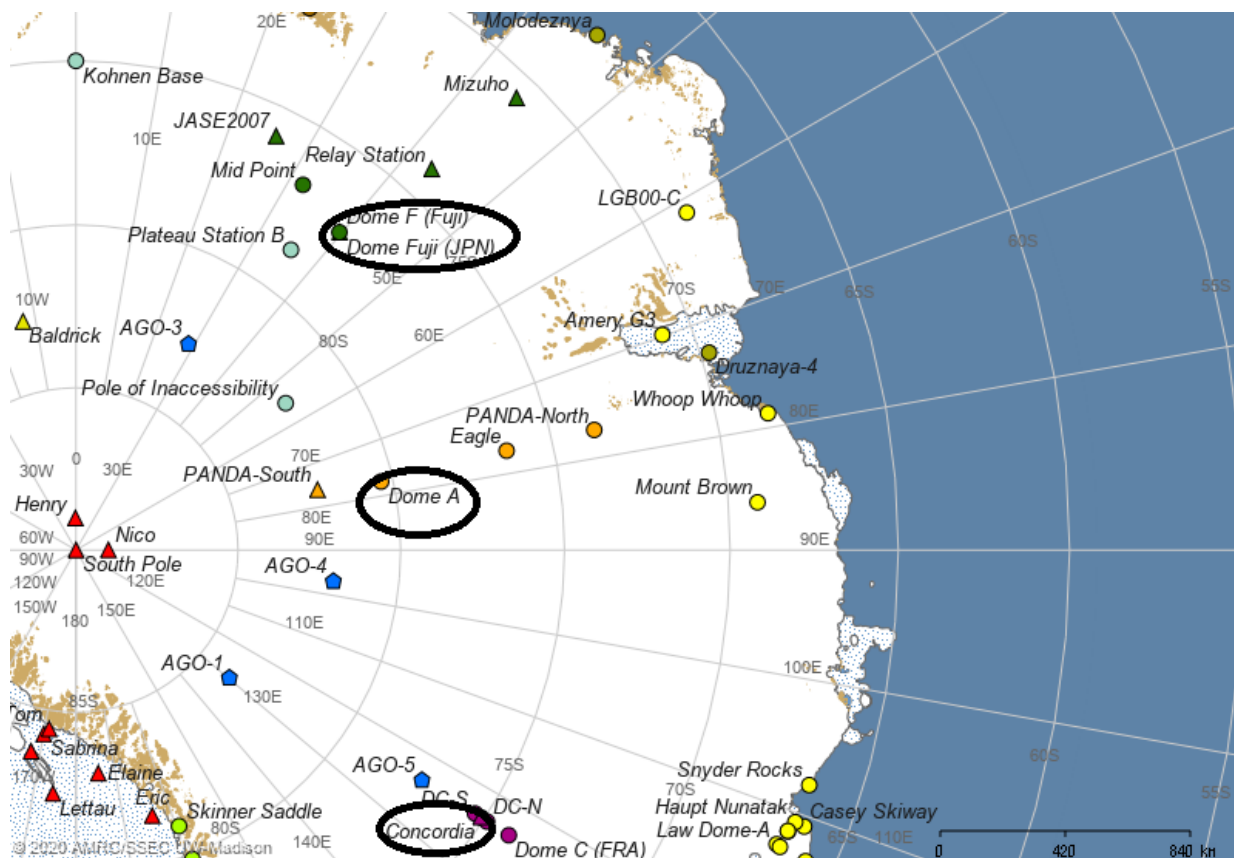 20E
Molodeznya
Kohnen Base
Mizuho
JASE2007
10E
Relay Station
Mid Point
LGB00-C
Dome F (Fuji)
Plateau Station B
Dome Fuji (JPN)
75S
60S
50E
55S
10W
70S
70E
65S
Baldrick
AGO-3
Amery G3
80S
60E
Druznaya-4
Pole of Inaccessibility
Whoop Whoop
PANDA-North
80E
Eagle
0
70E
30W
30E
PANDA-South
Dome A
Mount Brown
Henry
80E
60W
Nico
90E
90E
90W
South Pole
AGO-4
120W
120E
150W
150E
180
110E
AGO-1
100E
130E
85S
Tom
Sabrina
60S
AGO-5
75S
170W
Elaine
Snyder Rocks
70S
55S
Lettau
Eric
Skinner Saddle
DC-S
DC-N
Haupt Nunatak
Casey Skiway
Concordia
Law Dome-A
80S
140E
Dome C (FRA)
65S
110E
© 2020 AMRC/SSEC UW-Madison
0
420
840 км